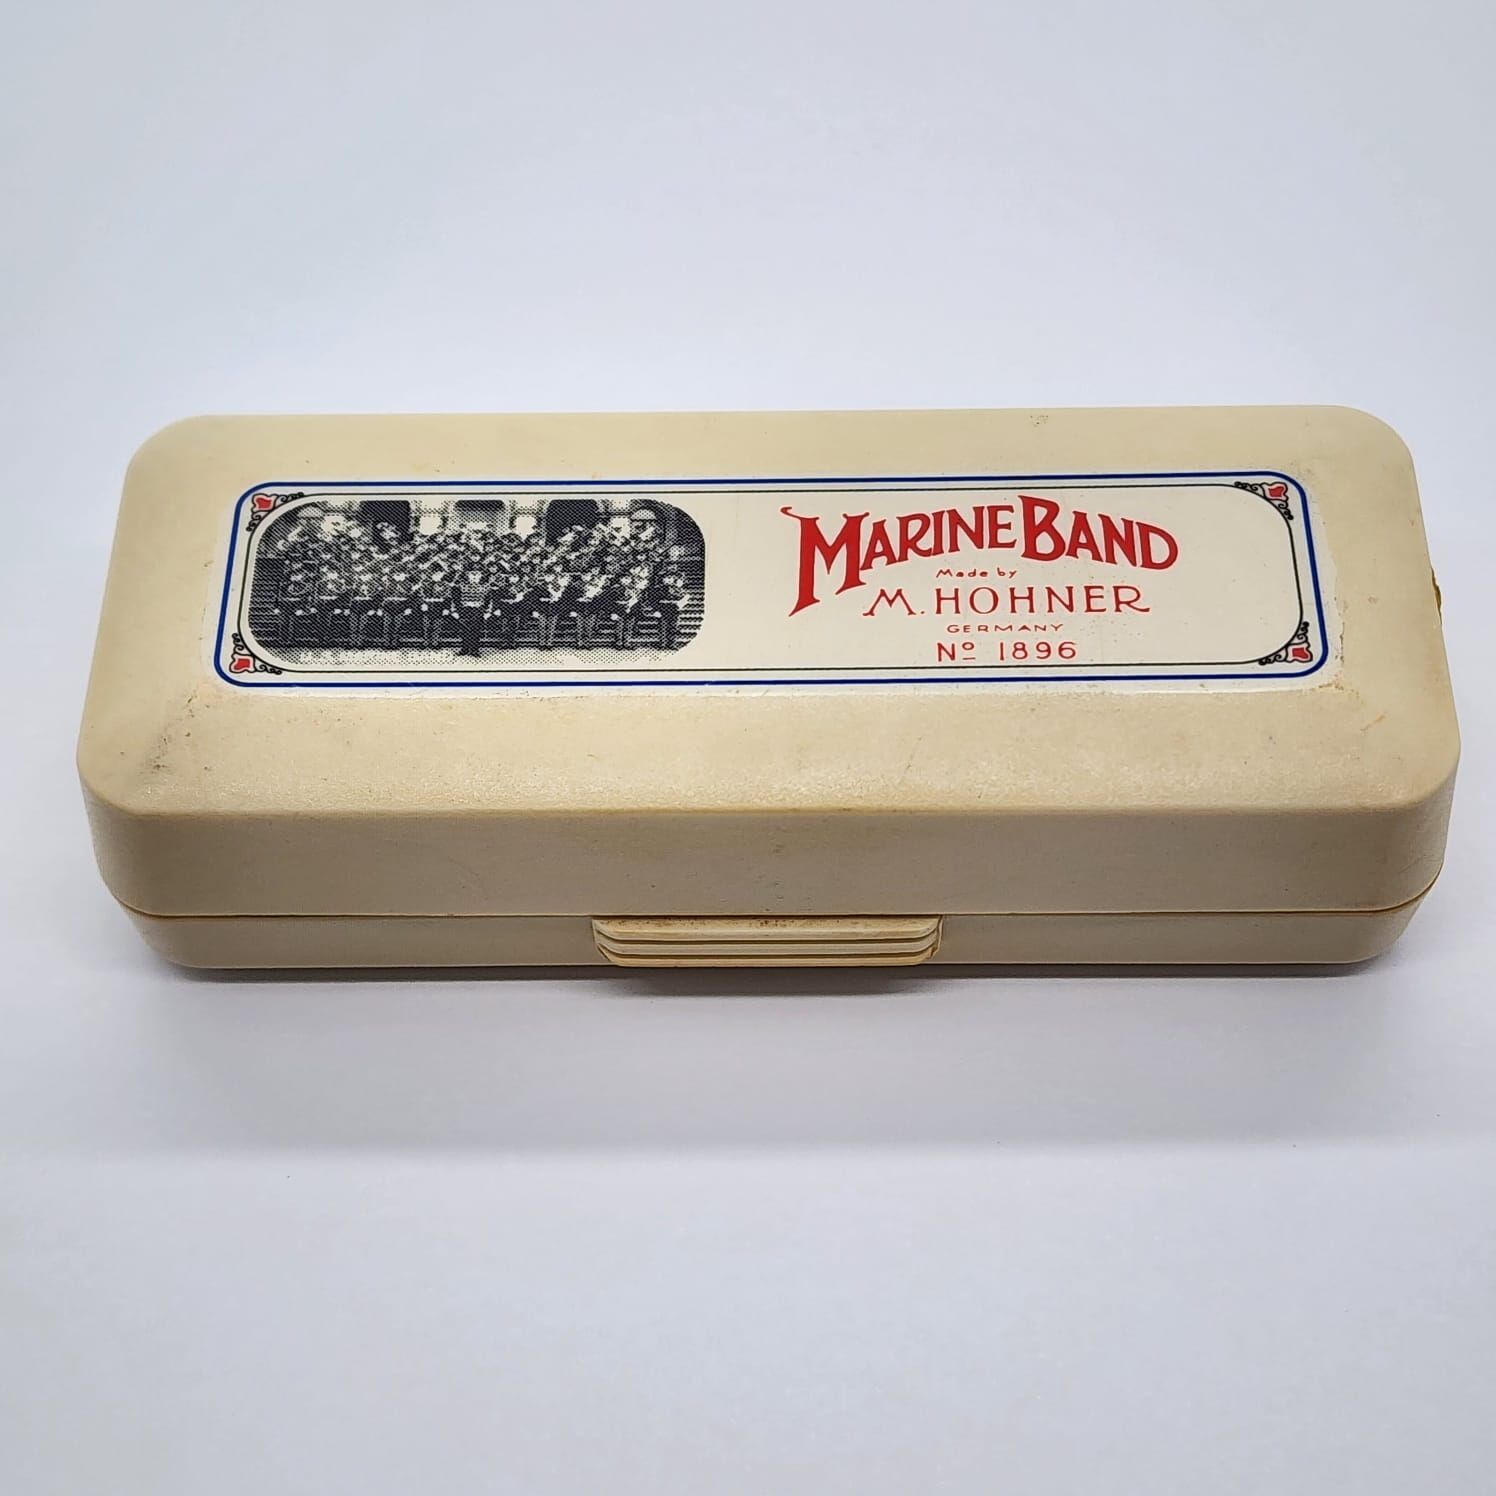 MARINE BAND
Made by
M. HOHNER
GERMANY
Nº 1896